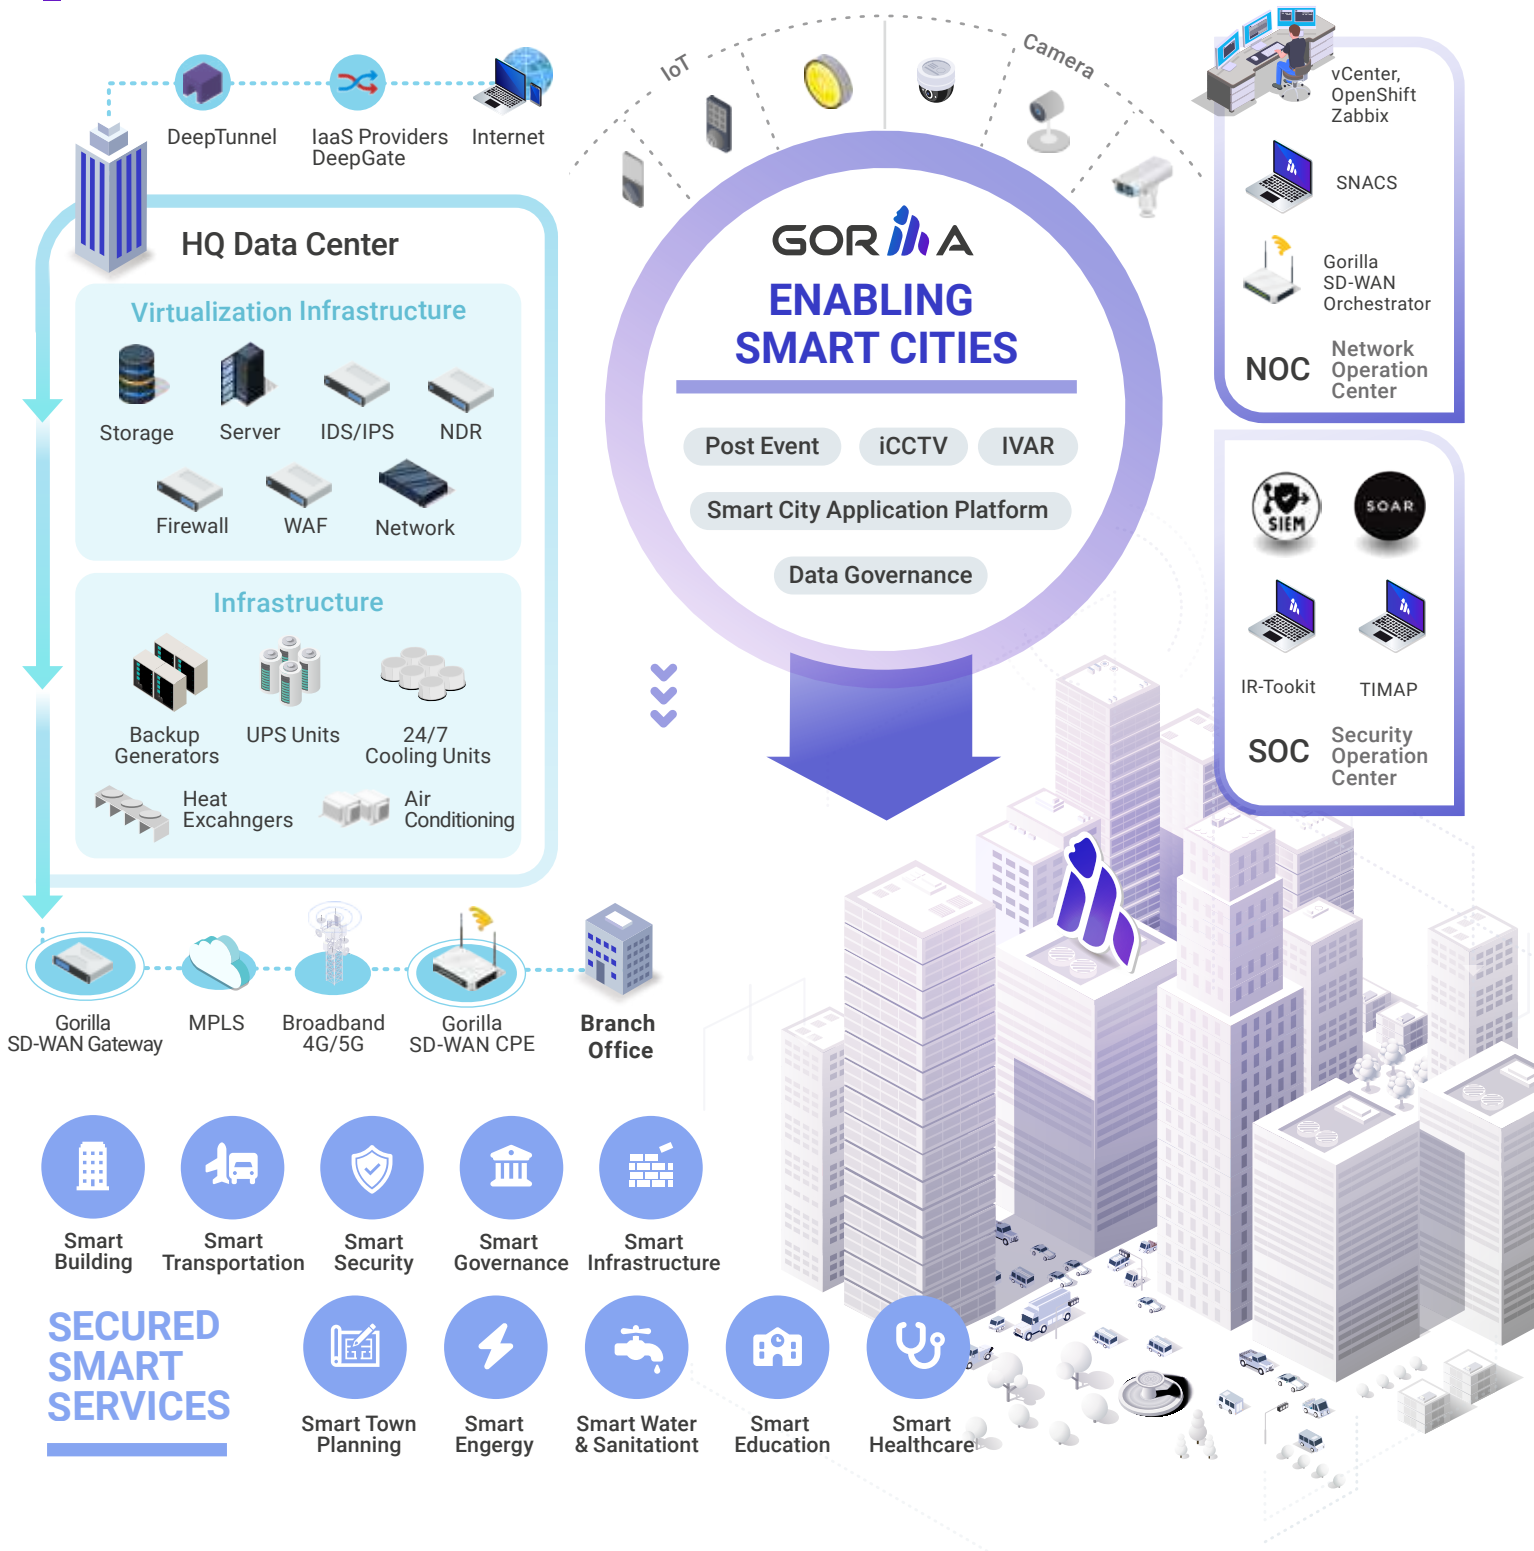 DeepTunnel
IaaS Providers
DeepGate
Internet
HQ Data Center
Virtualization Infrastructure
Storage
Server
IDS/IPS
NDR
Firewall
WAF
Network
Infrastructure
Backup
Generators
UPS Units
24/7
Cooling Units
Heat
Excahngers
Air
Conditioning
Gorilla
SD-WAN Gateway
MPLS
Broadband
4G/5G
Gorilla
SD-WAN CPE
Branch
Office
IoT
Camera
GORILLA
ENABLING
SMART CITIES
Post Event
iCCTV
IVAR
Smart City Application Platform
Data Governance
vCenter,
OpenShift
Zabbix
SNACS
Gorilla
SD-WAN
Orchestrator
NOC
Network
Operation
Center
SIEM
SOAR
IR-Tookit
TIMAP
SOC
Security
Operation
Center
Smart
Building
Smart
Transportation
Smart
Security
Smart
Governance
Smart
Infrastructure
SECURED
SMART
SERVICES
Smart Town
Planning
Smart
Engergy
Smart Water
& Sanitationt
Smart
Education
Smart
Healthcare